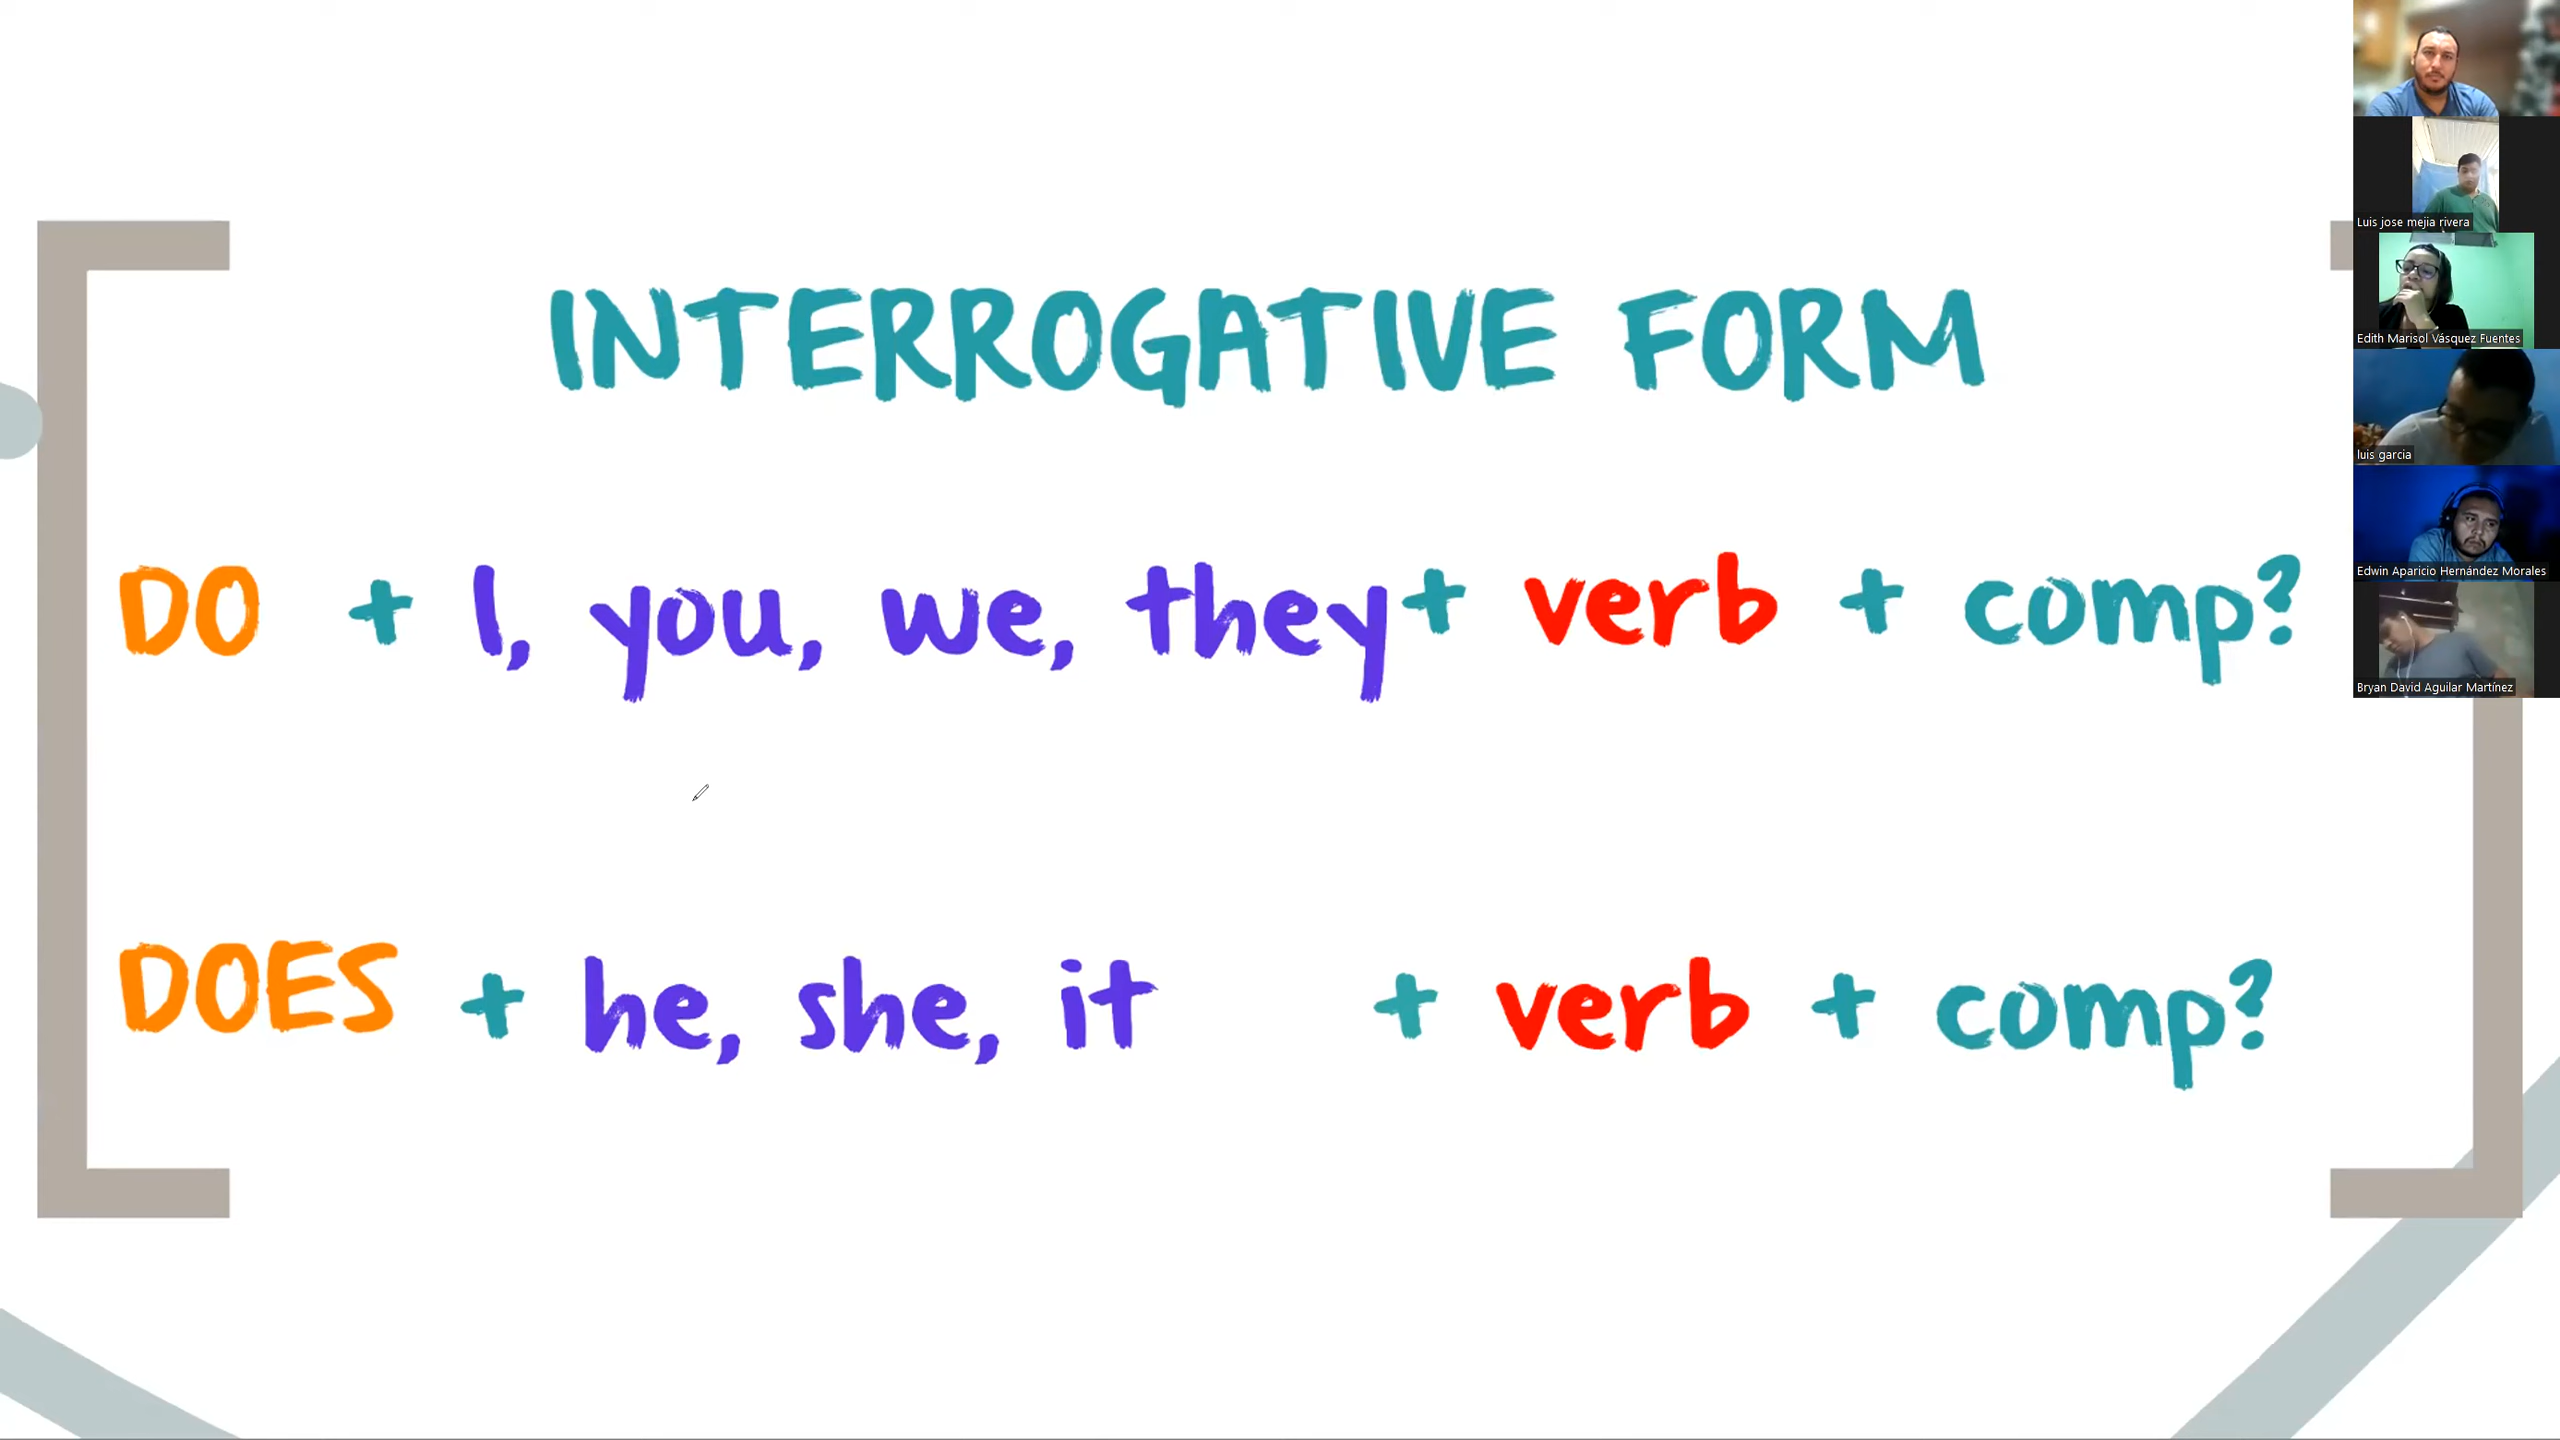 INTERROGATIVE FORM
DO + I, you, we, they + verb + comp?
DOES + he, she, it + verb + comp?
Luis jose mejia rivera
Edith Marisol Vásquez Fuentes
luis garcia
Edwin Aparicio Hernández Morales
Bryan David Aguilar Martínez